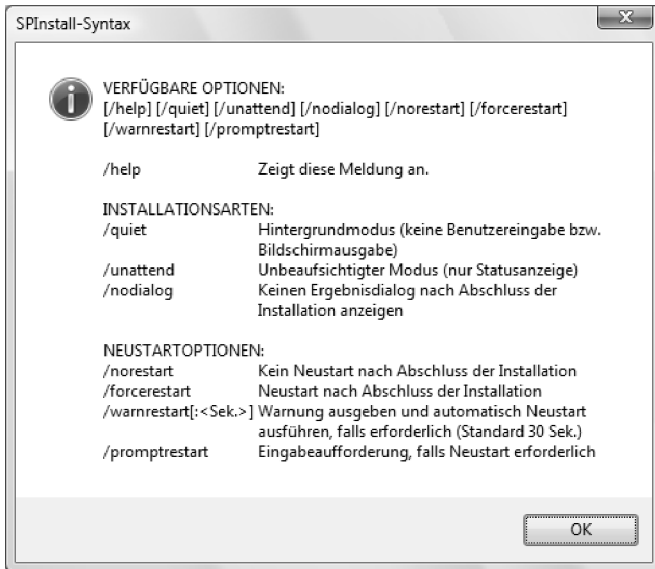 SPInstall-Syntax
VERFÜGBARE OPTIONEN:
[/help] [/quiet] [/unattend] [/nodialog] [/norestart] [/forcerestart]
[/warnrestart] [/promptrestart]
/help Zeigt diese Meldung an.
INSTALLATIONSARTEN:
/quiet Hintergrundmodus (keine Benutzereingabe bzw.
Bildschirmausgabe)
/unattend Unbeaufsichtigter Modus (nur Statusanzeige)
/nodialog Keinen Ergebnisdialog nach Abschluss der
Installation anzeigen
NEUSTARTOPTIONEN:
/norestart Kein Neustart nach Abschluss der Installation
/forcerestart Neustart nach Abschluss der Installation
/warnrestart[:<Sek.>] Warnung ausgeben und automatisch Neustart
ausführen, falls erforderlich (Standard 30 Sek.)
/promptrestart Eingabeaufforderung, falls Neustart erforderlich
OK